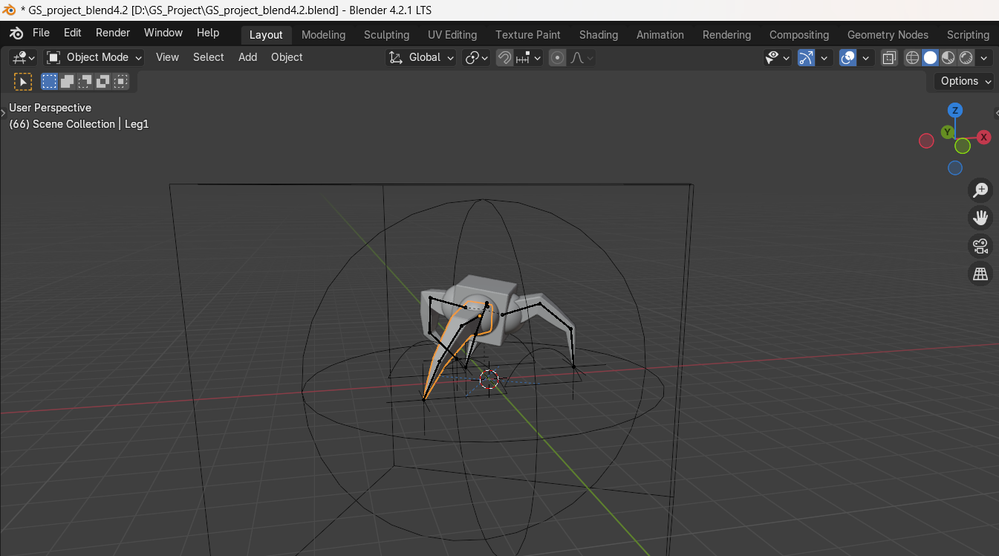 * GS_project_blend4.2 [D:\GS_Project\GS_project_blend4.2.blend] - Blender 4.2.1 LTS
File Edit Render Window Help Layout Modeling Sculpting UV Editing Texture Paint Shading Animation Rendering Compositing Geometry Nodes Scripting
Object Mode View Select Add Object Global
Options
User Perspective
(66) Scene Collection | Leg1
Z
Y X